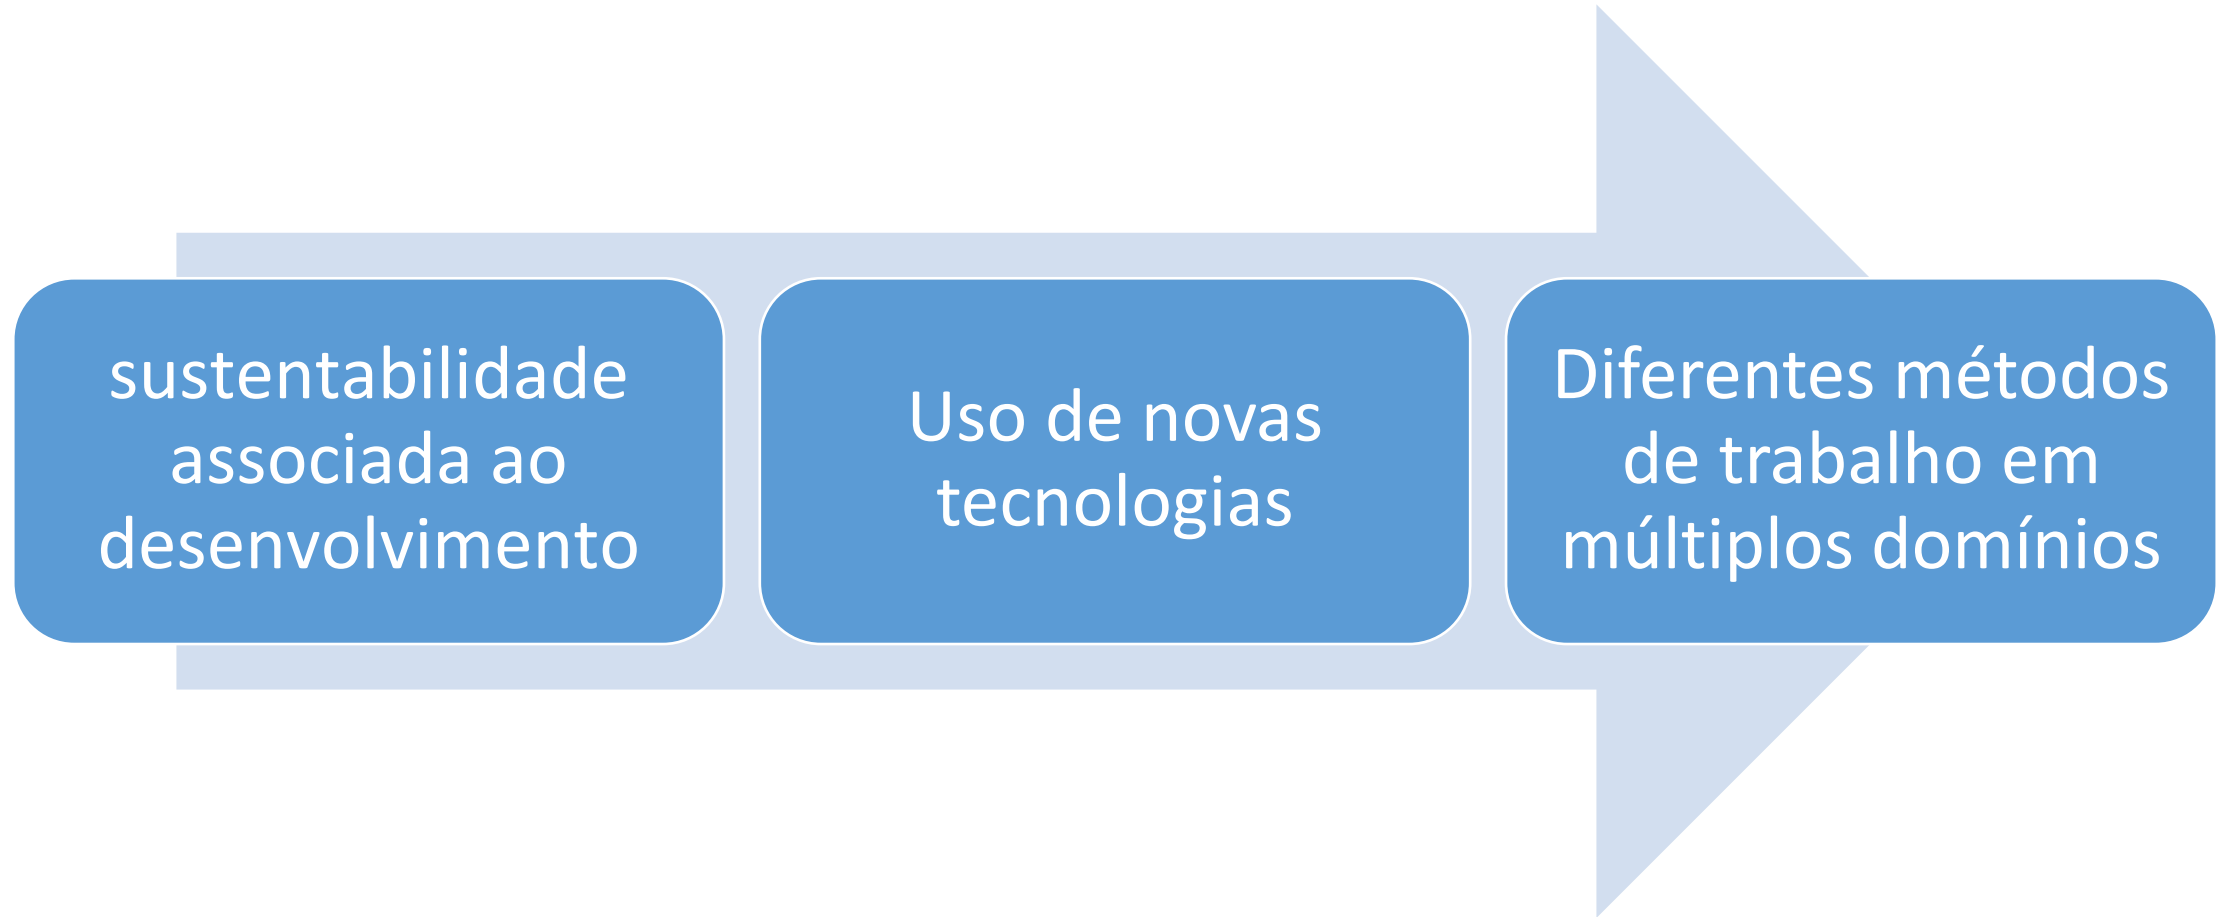 sustentabilidade
associada ao
desenvolvimento
Uso de novas
tecnologias
Diferentes métodos
de trabalho em
múltiplos domínios